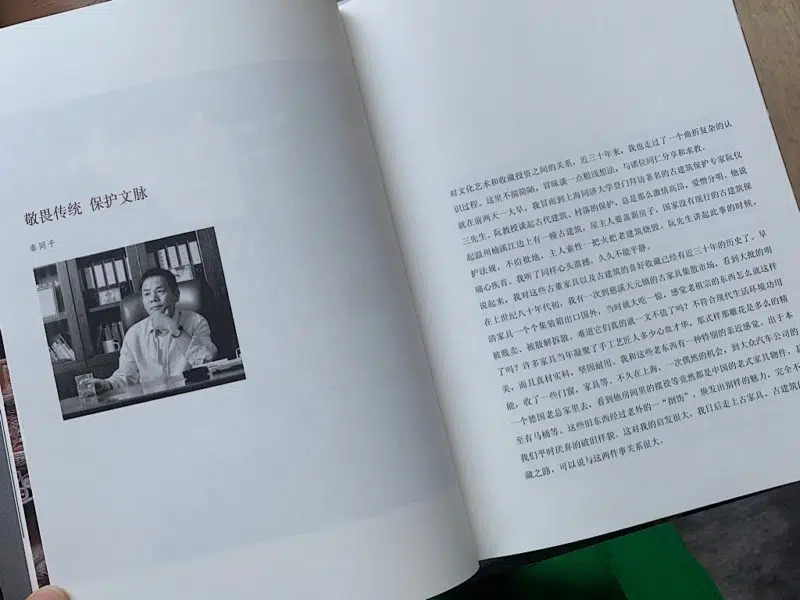 敬畏传统 保护文脉
秦同千
对文化艺术和收藏投资之间的关系，近三十年来，我也走过了一个曲折复杂的认
识过程，这里不揣简陋，冒昧谈一点粗浅想法，与诸位同仁分享和求教。
就在前两天一大早，我冒雨到上海同济大学登门拜访著名的古建筑保护专家阮仪
三先生，阮教授谈起古代建筑、村落的保护，总是那么激情高昂，爱憎分明。他说
起温州楠溪江边上有一幢古建筑，原主人要盖新房子，国家没有现行的古建筑保
护法规，不给批地，主人索性一把火把老建筑烧毁。阮先生讲起此事的时候，
痛心疾首。我听了同样心头震撼，久久不能平静。
说起来，我对这些古董家具以及古建筑的喜好收藏已经有近三十年的历史了。早
在上世纪八十年代初，我有一次到慈溪天元镇的古家具集散市场，看到大批的明
清家具一个个集装箱出口国外，当时就大吃一惊，感觉老祖宗的东西怎么就这样
被贱卖、被肢解拆散。难道它们真的就一文不值了吗？不符合现代生活环境功用
了吗？许多家具当年凝聚了手工艺匠人多少心血才华，那式样那雕花是多么的精
美，而且真材实料，坚固耐用。我和这些老东西有一种特别的亲近感觉。出于本
能，收了一些门窗、家具等。不久在上海，一次偶然的机会，到大众汽车公司的
一个德国老总家里去，看到他房间里的摆设等竟然都是中国的老式家具物件，甚
至有马桶等。这些旧东西经过老外的一“捯饬”，焕发出别样的魅力，完全不
我们平时厌弃的破旧样貌。这对我的启发很大，我日后走上古家具、古建筑
藏之路，可以说与这两件事关系很大。